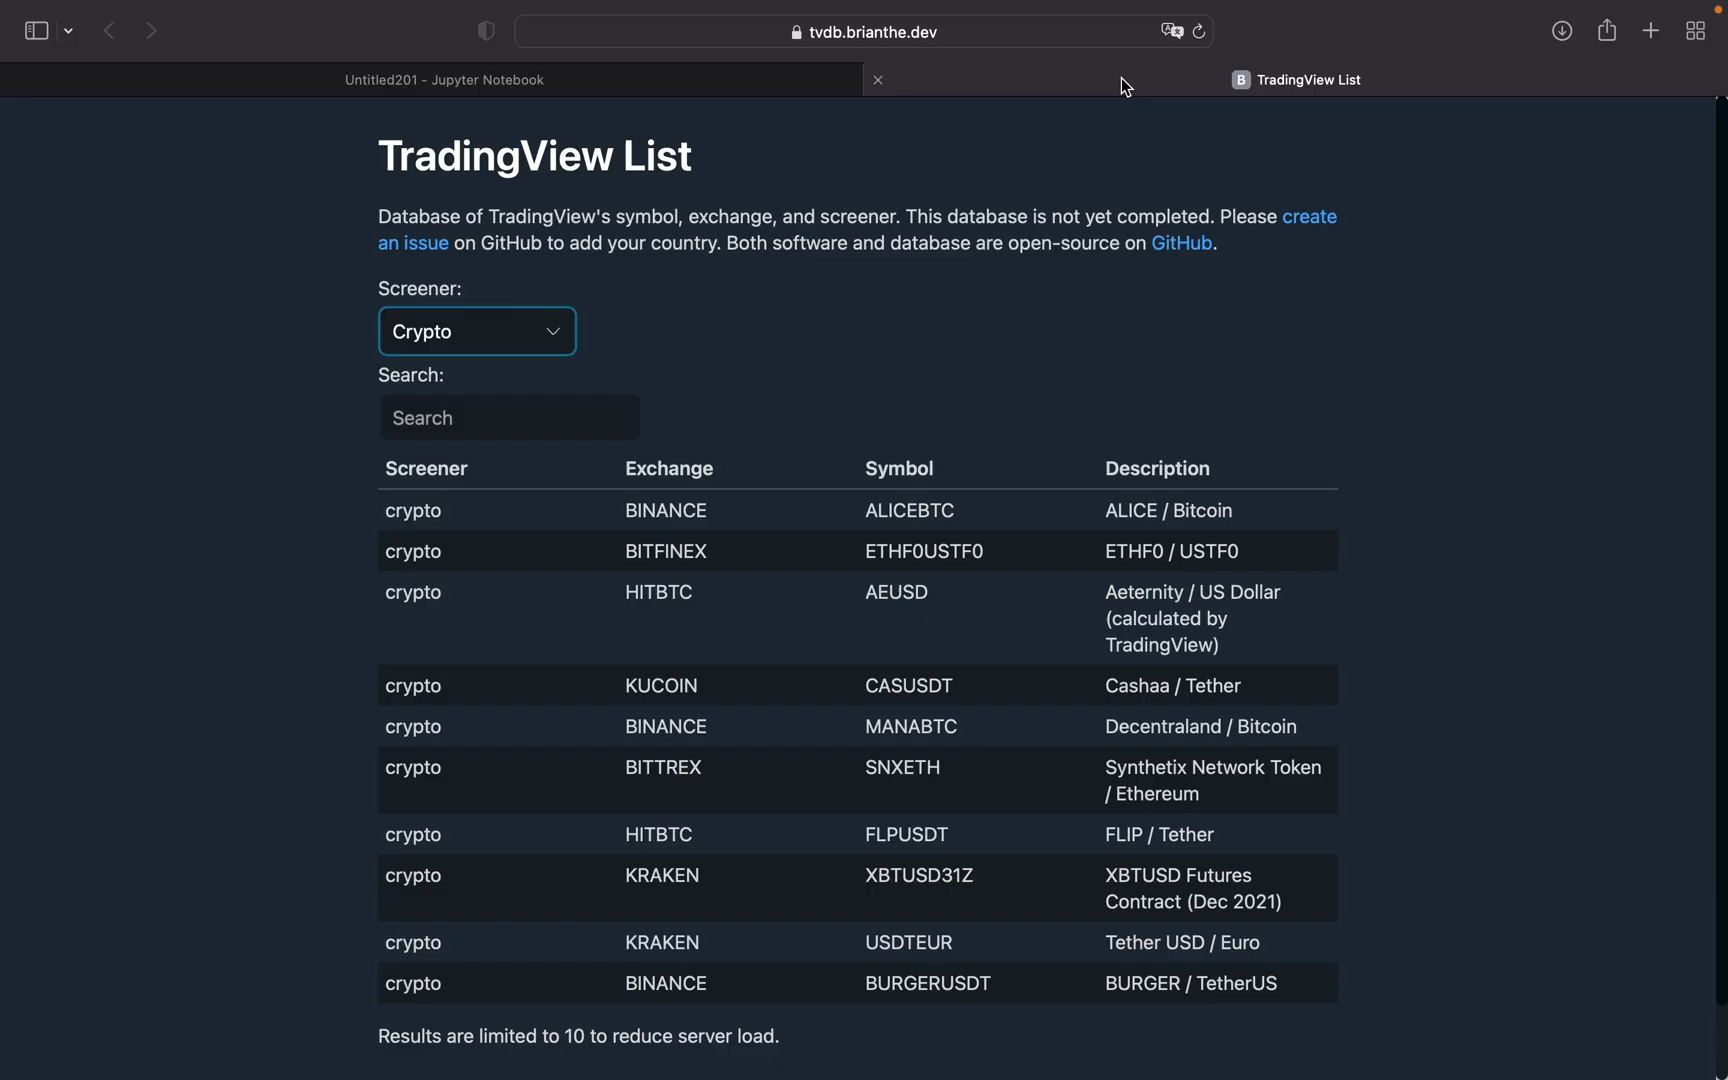 tvdb.brianthe.dev
Untitled201 - Jupyter Notebook
B TradingView List
TradingView List
Database of TradingView's symbol, exchange, and screener. This database is not yet completed. Please create
an issue on GitHub to add your country. Both software and database are open-source on GitHub.
Screener:
Crypto
Search:
Search
Screener Exchange Symbol Description
crypto BINANCE ALICEBTC ALICE / Bitcoin
crypto BITFINEX ETHF0USTF0 ETHF0 / USTF0
crypto HITBTC AEUSD Aeternity / US Dollar
(calculated by
TradingView)
crypto KUCOIN CASUSDT Cashaa / Tether
crypto BINANCE MANABTC Decentraland / Bitcoin
crypto BITTREX SNXETH Synthetix Network Token
/ Ethereum
crypto HITBTC FLPUSDT FLIP / Tether
crypto KRAKEN XBTUSD31Z XBTUSD Futures
Contract (Dec 2021)
crypto KRAKEN USDTEUR Tether USD / Euro
crypto BINANCE BURGERUSDT BURGER / TetherUS
Results are limited to 10 to reduce server load.